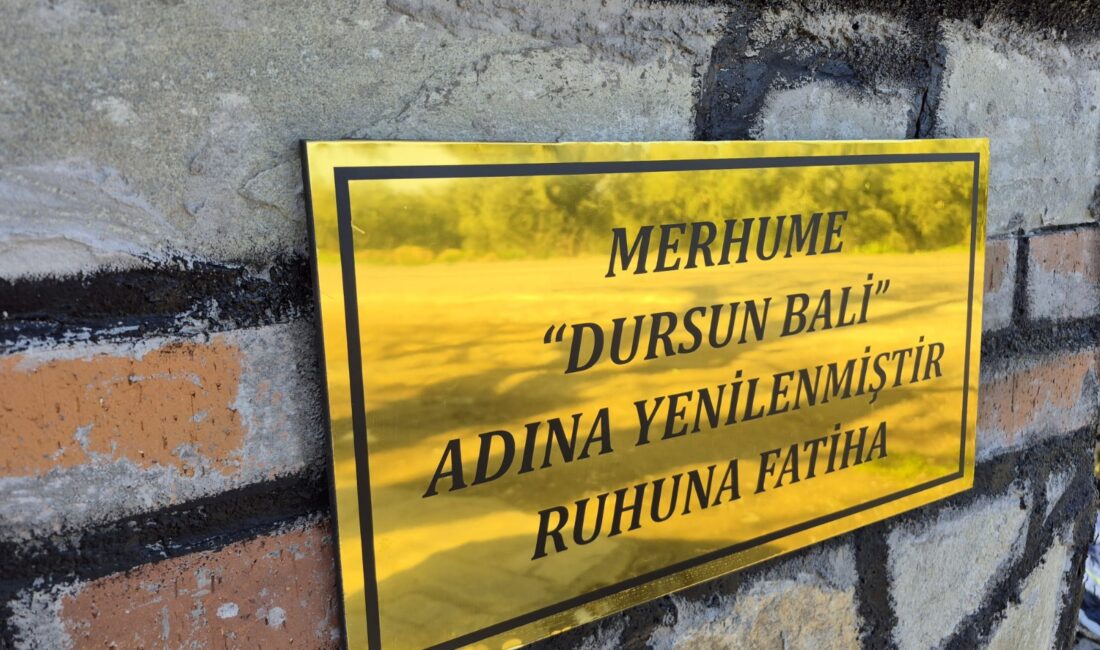 MERHUME
“DURSUN BALİ”
ADINA YENİLENMİŞTİR
RUHUNA FATİHA